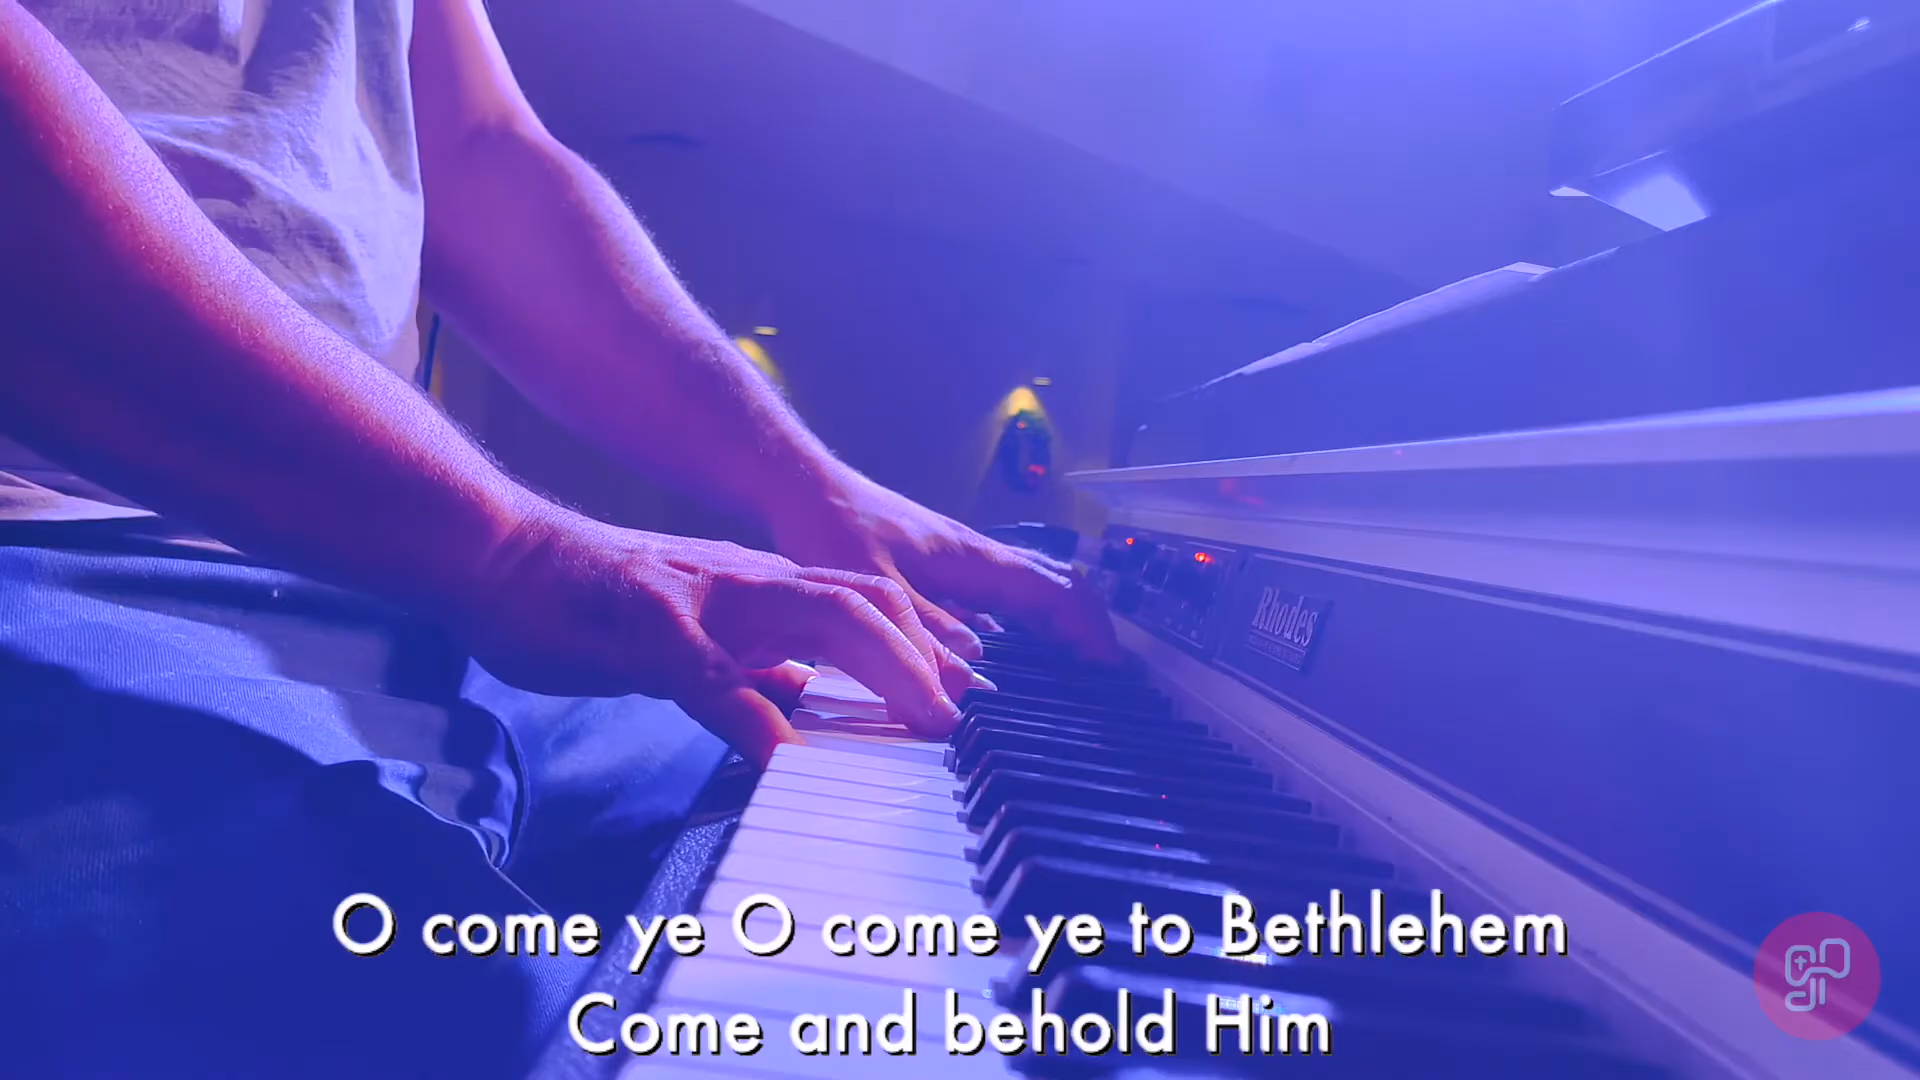 Rhodes
O come ye O come ye to Bethlehem
Come and behold Him